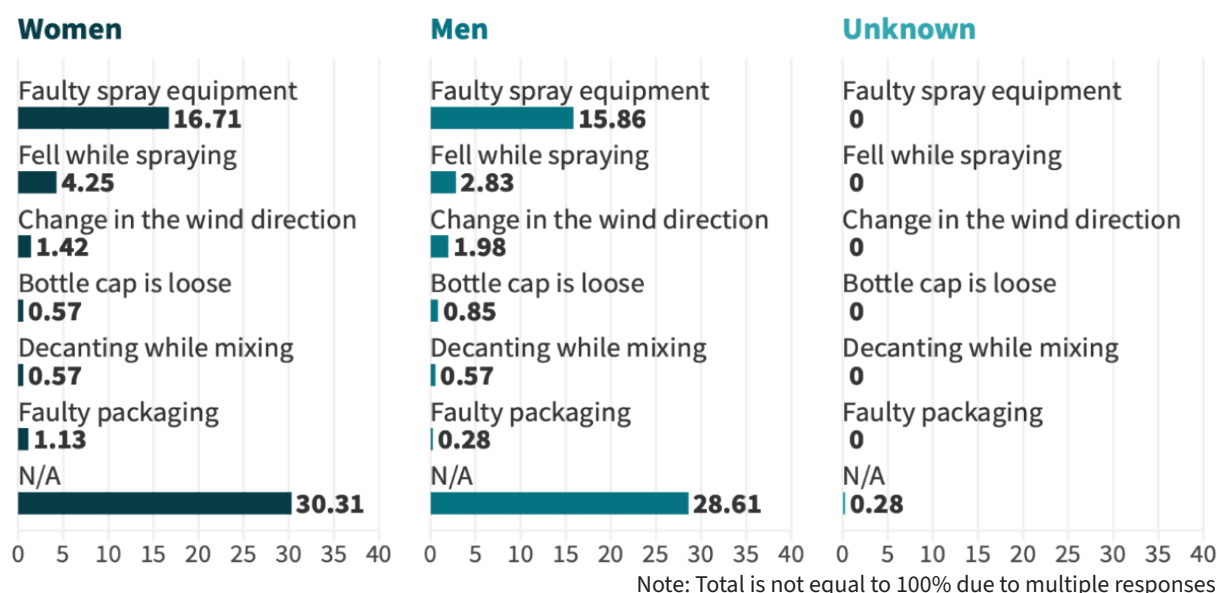 Women
Faulty spray equipment
16.71
Fell while spraying
4.25
Change in the wind direction
1.42
Bottle cap is loose
0.57
Decanting while mixing
0.57
Faulty packaging
1.13
N/A
30.31
0 5 10 15 20 25 30 35 40
Men
Faulty spray equipment
15.86
Fell while spraying
2.83
Change in the wind direction
1.98
Bottle cap is loose
0.85
Decanting while mixing
0.57
Faulty packaging
0.28
N/A
28.61
0 5 10 15 20 25 30 35 40
Unknown
Faulty spray equipment
0
Fell while spraying
0
Change in the wind direction
0
Bottle cap is loose
0
Decanting while mixing
0
Faulty packaging
0
N/A
0.28
0 5 10 15 20 25 30 35 40
Note: Total is not equal to 100% due to multiple responses